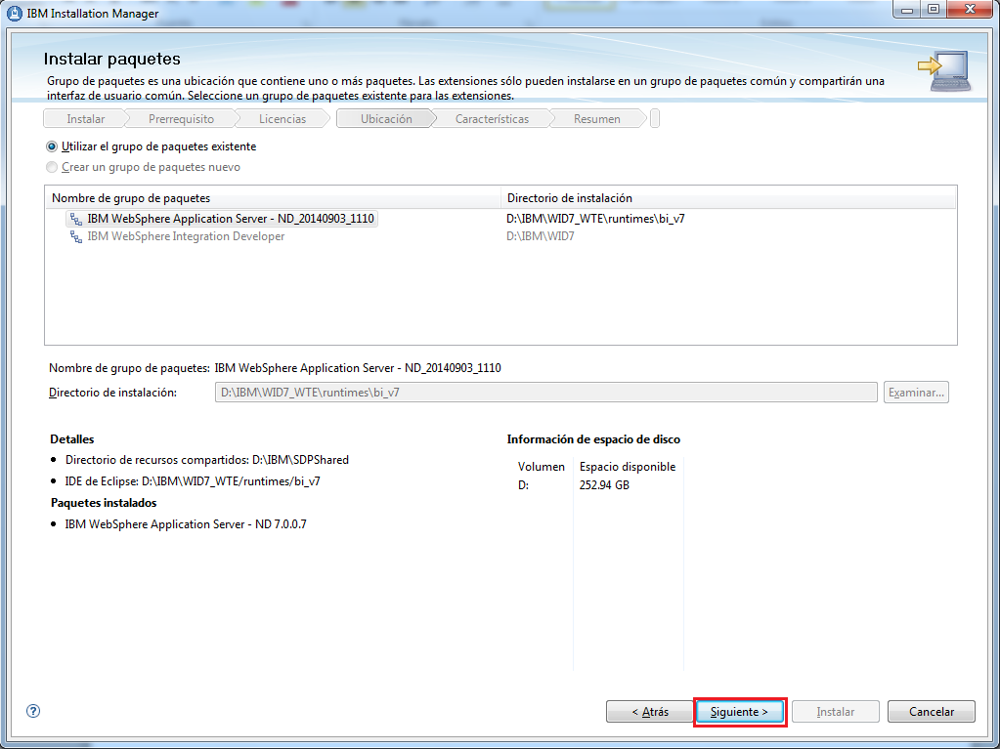 IBM Installation Manager
Instalar paquetes
Grupo de paquetes es una ubicación que contiene uno o más paquetes. Las extensiones sólo pueden instalarse en un grupo de paquetes común y compartirán una
interfaz de usuario común. Seleccione un grupo de paquetes existente para las extensiones.
Instalar Prerrequisito Licencias Ubicación Características Resumen
Utilizar el grupo de paquetes existente
Crear un grupo de paquetes nuevo
Nombre de grupo de paquetes Directorio de instalación
IBM WebSphere Application Server - ND_20140903_1110 D:\IBM\WID7_WTE\runtimes\bi_v7
IBM WebSphere Integration Developer D:\IBM\WID7
Nombre de grupo de paquetes: IBM WebSphere Application Server - ND_20140903_1110
Directorio de instalación: D:\IBM\WID7_WTE\runtimes\bi_v7 Examinar...
Detalles
• Directorio de recursos compartidos: D:\IBM\SDPShared
• IDE de Eclipse: D:\IBM\WID7_WTE/runtimes/bi_v7
Paquetes instalados
• IBM WebSphere Application Server - ND 7.0.0.7
Información de espacio de disco
Volumen Espacio disponible
D: 252.94 GB
? < Atrás Siguiente > Instalar Cancelar